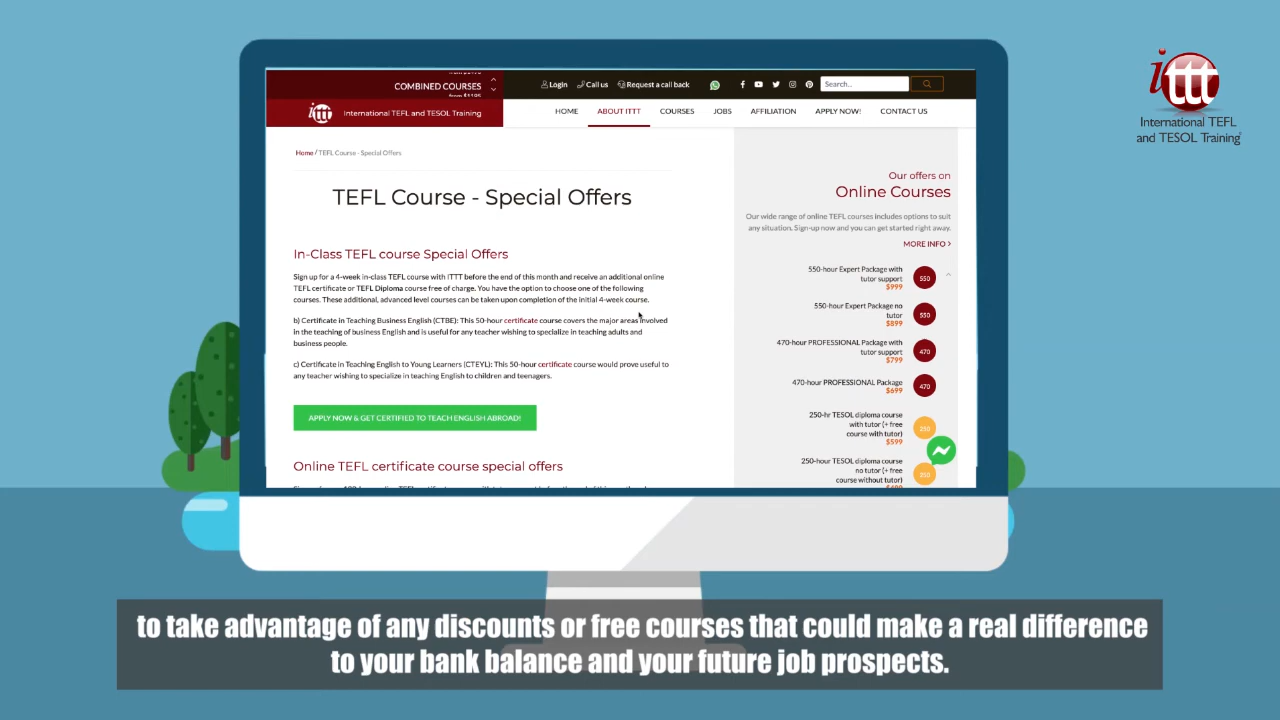 COMBINED COURSES
Login Call us Request a call back
Search...
ittt International TEFL and TESOL Training
HOME ABOUT ITTT COURSES JOBS AFFILIATION APPLY NOW! CONTACT US
ittt
International TEFL
and TESOL Training
Home / TEFL Course - Special Offers
TEFL Course - Special Offers
In-Class TEFL course Special Offers
Sign up for a 4-week in-class TEFL course with ITTT before the end of this month and receive an additional online
TEFL certificate or TEFL Diploma course free of charge. You have the option to choose one of the following
courses. These additional, advanced level courses can be taken upon completion of the initial 4-week course.
b) Certificate in Teaching Business English (CTBE): This 50-hour certificate course covers the major areas involved
in the teaching of business English and is useful for any teacher wishing to specialize in teaching adults and
business people.
c) Certificate in Teaching English to Young Learners (CTEYL): This 50-hour certificate course would prove useful to
any teacher wishing to specialize in teaching English to children and teenagers.
APPLY NOW & GET CERTIFIED TO TEACH ENGLISH ABROAD!
Online TEFL certificate course special offers
Our offers on
Online Courses
Our wide range of online TEFL courses includes options to suit
any situation. Sign-up now and you can get started right away.
MORE INFO >
550-hour Expert Package with
tutor support
$999
550
550-hour Expert Package no
tutor
$899
550
470-hour PROFESSIONAL Package with
tutor support
$799
470
470-hour PROFESSIONAL Package
$699
470
250-hr TESOL diploma course
with tutor (+ free
course with tutor)
$599
250
250-hour TESOL diploma course
no tutor (+ free
course without tutor)
250
to take advantage of any discounts or free courses that could make a real difference
to your bank balance and your future job prospects.